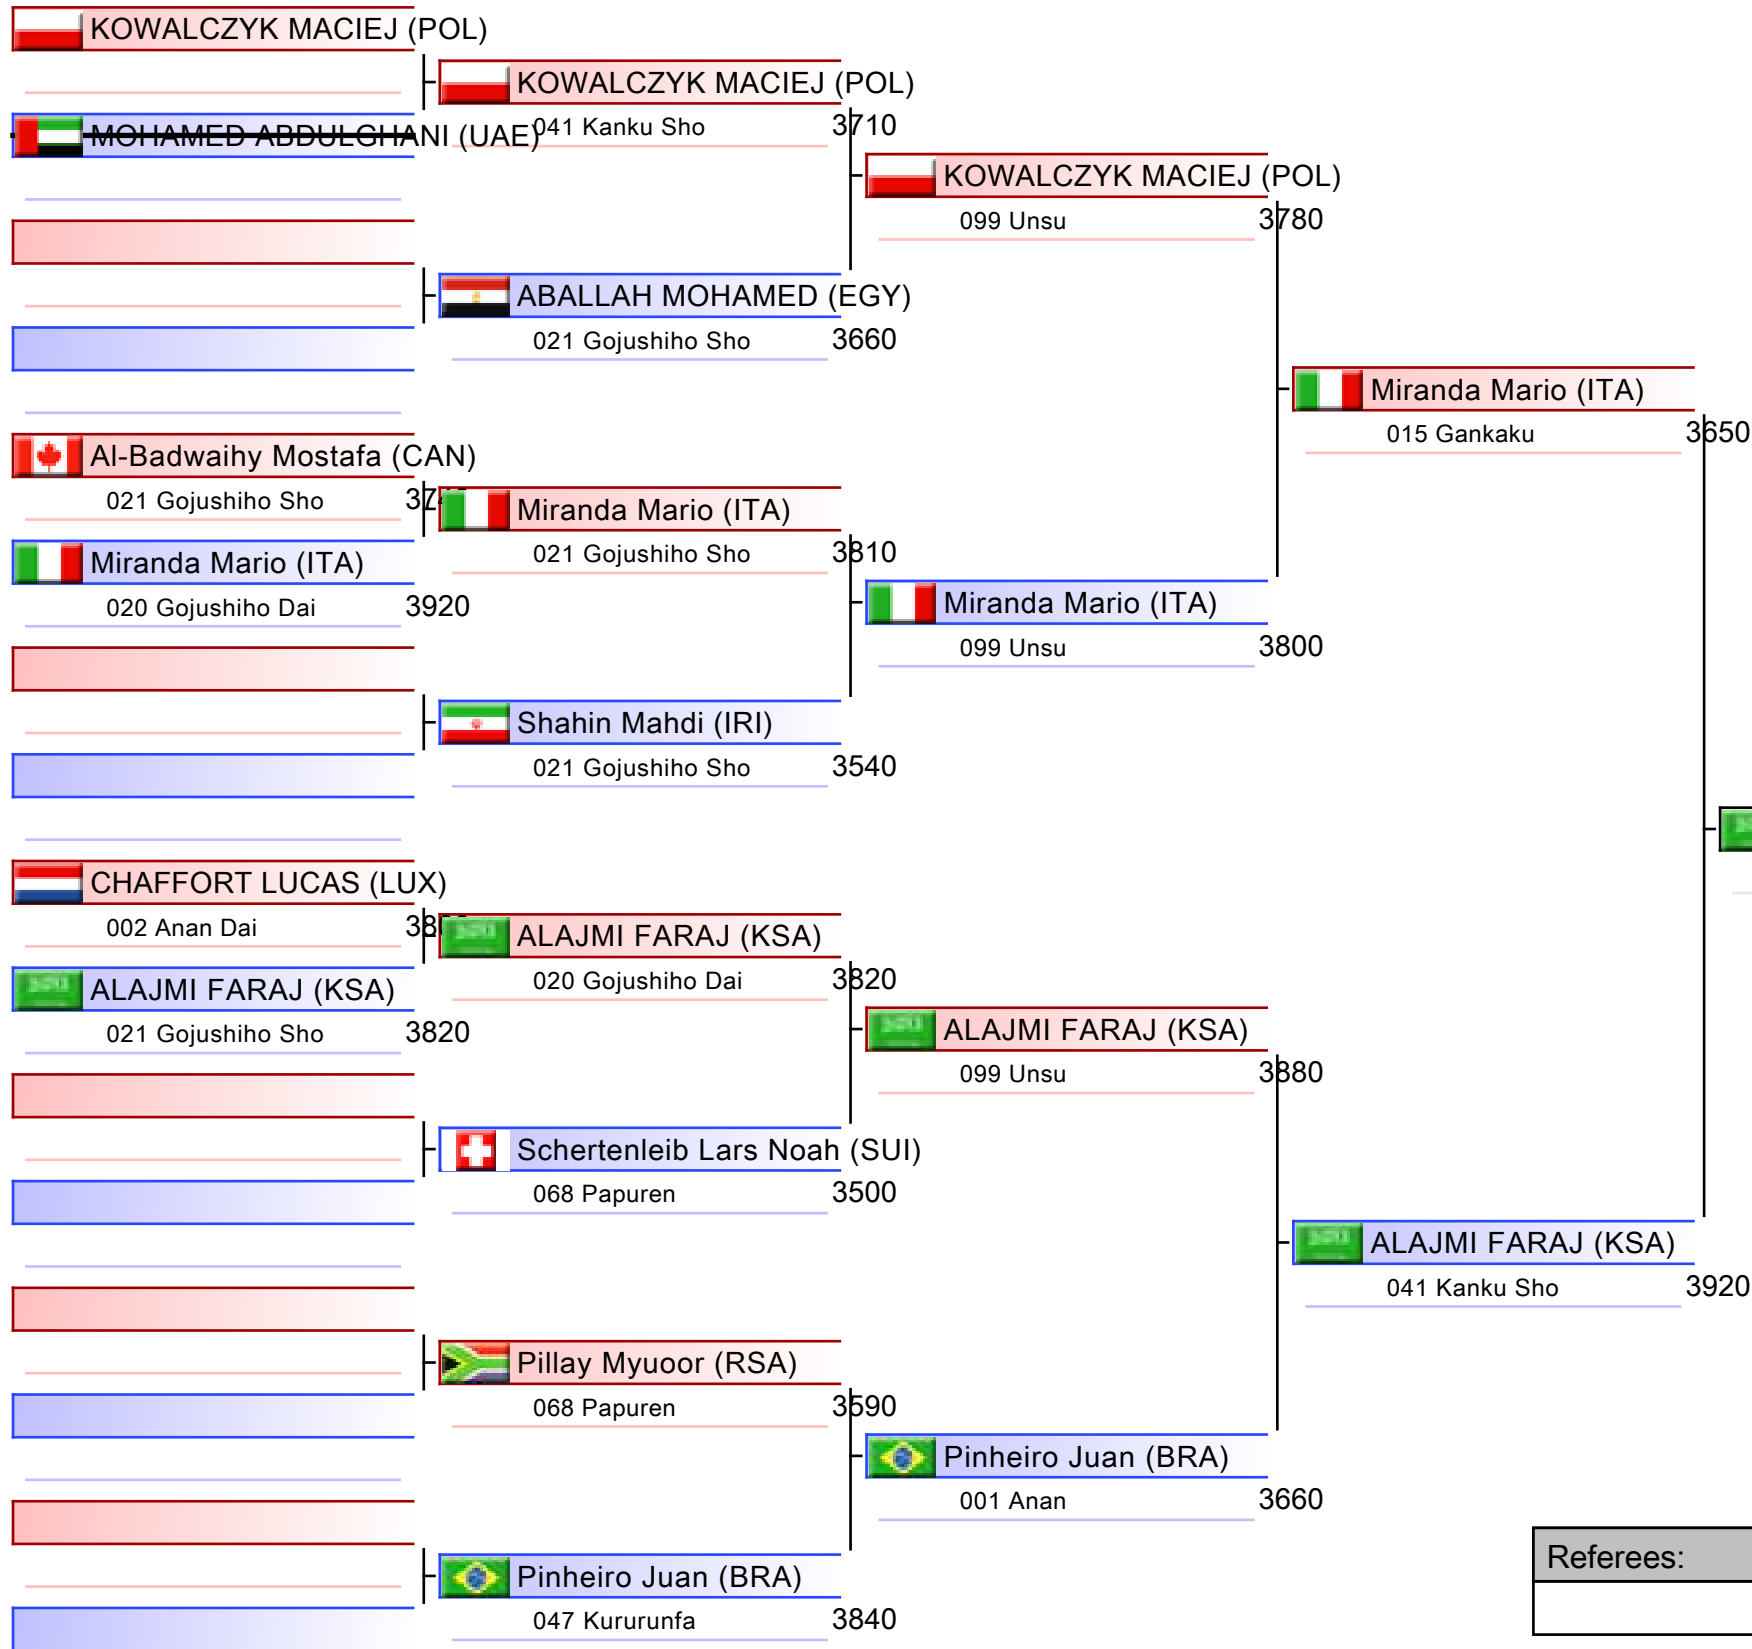 KOWALCZYK MACIEJ (POL)
MOHAMED ABDULGHANI (UAE)
Al-Badwaihy Mostafa (CAN)
021 Gojushiho Sho
Miranda Mario (ITA)
020 Gojushiho Dai 3920
CHAFFORT LUCAS (LUX)
002 Anan Dai
ALAJMI FARAJ (KSA)
021 Gojushiho Sho 3820
KOWALCZYK MACIEJ (POL)
041 Kanku Sho 3710
ABALLAH MOHAMED (EGY)
021 Gojushiho Sho 3660
Miranda Mario (ITA)
021 Gojushiho Sho 3810
Shahin Mahdi (IRI)
021 Gojushiho Sho 3540
ALAJMI FARAJ (KSA)
020 Gojushiho Dai 3820
Schertenleib Lars Noah (SUI)
068 Papuren 3500
Pillay Myuoor (RSA)
068 Papuren 3590
Pinheiro Juan (BRA)
047 Kururunfa 3840
KOWALCZYK MACIEJ (POL)
099 Unsu 3780
Miranda Mario (ITA)
099 Unsu 3800
ALAJMI FARAJ (KSA)
099 Unsu 3880
Pinheiro Juan (BRA)
001 Anan 3660
Miranda Mario (ITA)
015 Gankaku 3650
ALAJMI FARAJ (KSA)
041 Kanku Sho 3920
Referees: